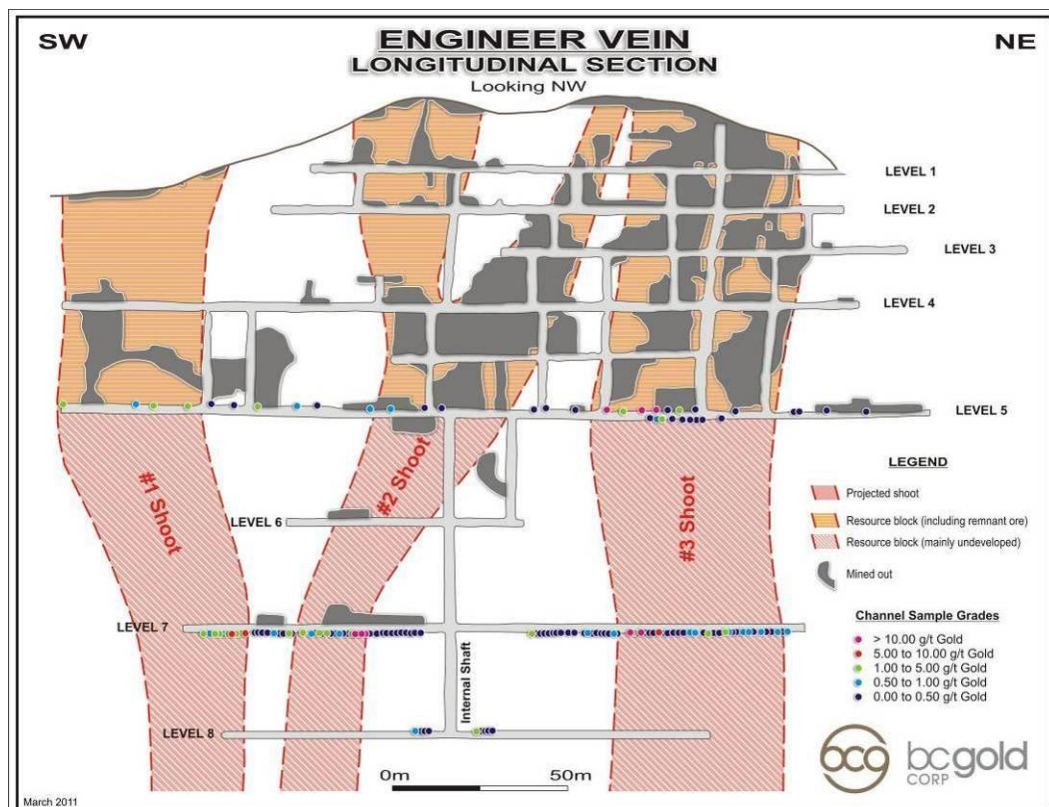 SW
ENGINEER VEIN
LONGITUDINAL SECTION
Looking NW
NE
LEVEL 1
LEVEL 2
LEVEL 3
LEVEL 4
LEVEL 5
#1 Shoot
#2 Shoot
#3 Shoot
LEVEL 6
LEVEL 7
Internal Shaft
LEVEL 8
LEGEND
Projected shoot
Resource block (including remnant ore)
Resource block (mainly undeveloped)
Mined out
Channel Sample Grades
> 10.00 g/t Gold
5.00 to 10.00 g/t Gold
1.00 to 5.00 g/t Gold
0.50 to 1.00 g/t Gold
0.00 to 0.50 g/t Gold
0m 50m
bcg bcgold
CORP
March 2011